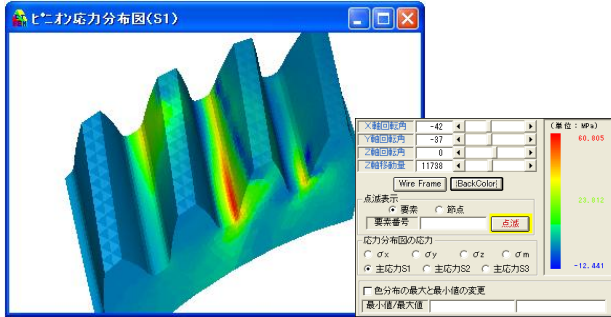 ﾋﾟﾆｵﾝ応力分布図(S1)
X軸回転角 -42
Y軸回転角 -37
Z軸回転角 0
Z軸移動量 11738
Wire Frame (BackColor)
点滅表示
要素 節点
要素番号 点滅
応力分布図の応力
σx σy σz σm
主応力S1 主応力S2 主応力S3
色分布の最大と最小値の変更
最小値/最大値
(単位: MPa)
60.005
-12.441